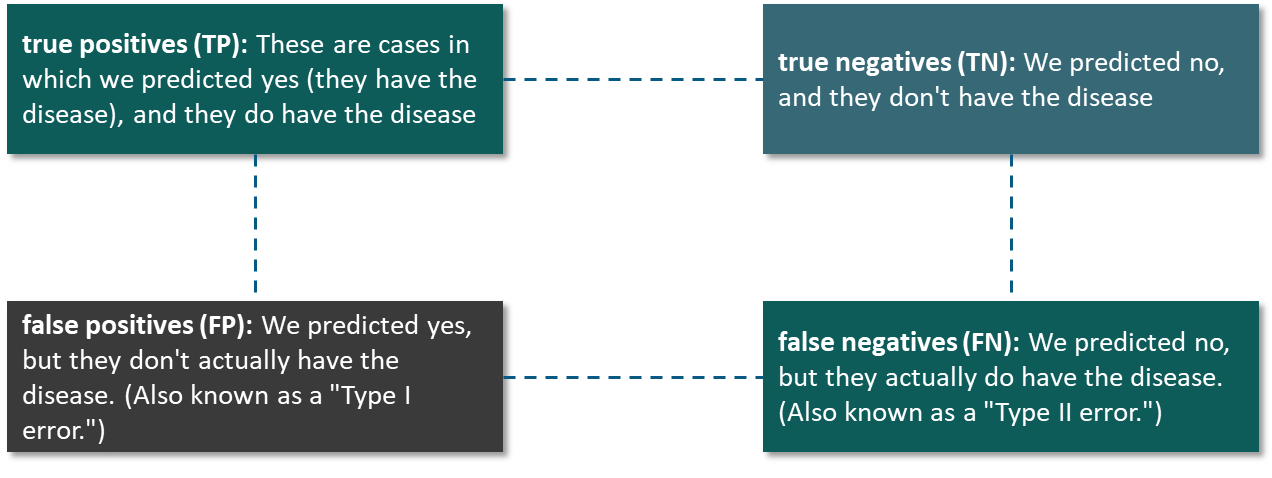 true positives (TP): These are cases in
which we predicted yes (they have the
disease), and they do have the disease
true negatives (TN): We predicted no,
and they don't have the disease
false positives (FP): We predicted yes,
but they don't actually have the
disease. (Also known as a "Type I
error.")
false negatives (FN): We predicted no,
but they actually do have the disease.
(Also known as a "Type II error.")